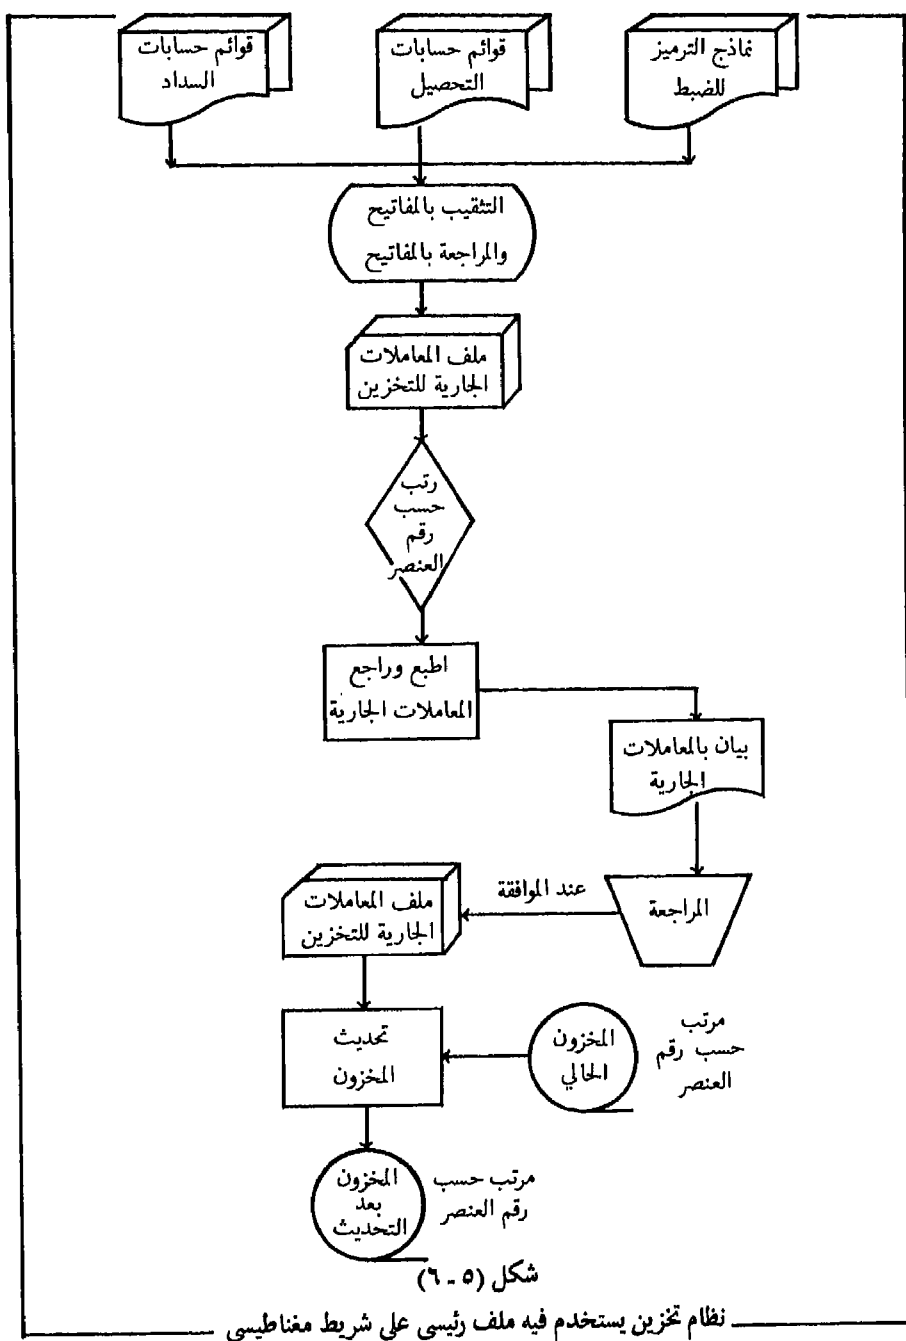 نماذج الترميز
للضبط
قوائم حسابات
التحصيل
قوائم حسابات
السداد
التثقيب بالمفاتيح
والمراجعة بالمفاتيح
ملف المعاملات
الجارية للتخزين
رتب
حسب
رقم
العنصر
اطبع وراجع
المعاملات الجارية
بيان بالمعاملات
الجارية
المراجعة
عند الموافقة
ملف المعاملات
الجارية للتخزين
مرتب
حسب رقم
العنصر
المخزون
الحالي
تحديث
المخزون
المخزون
بعد
التحديث
مرتب حسب
رقم العنصر
شكل (٥ - ٦)
نظام تخزين يستخدم فيه ملف رئيسي على شريط مغناطيسي